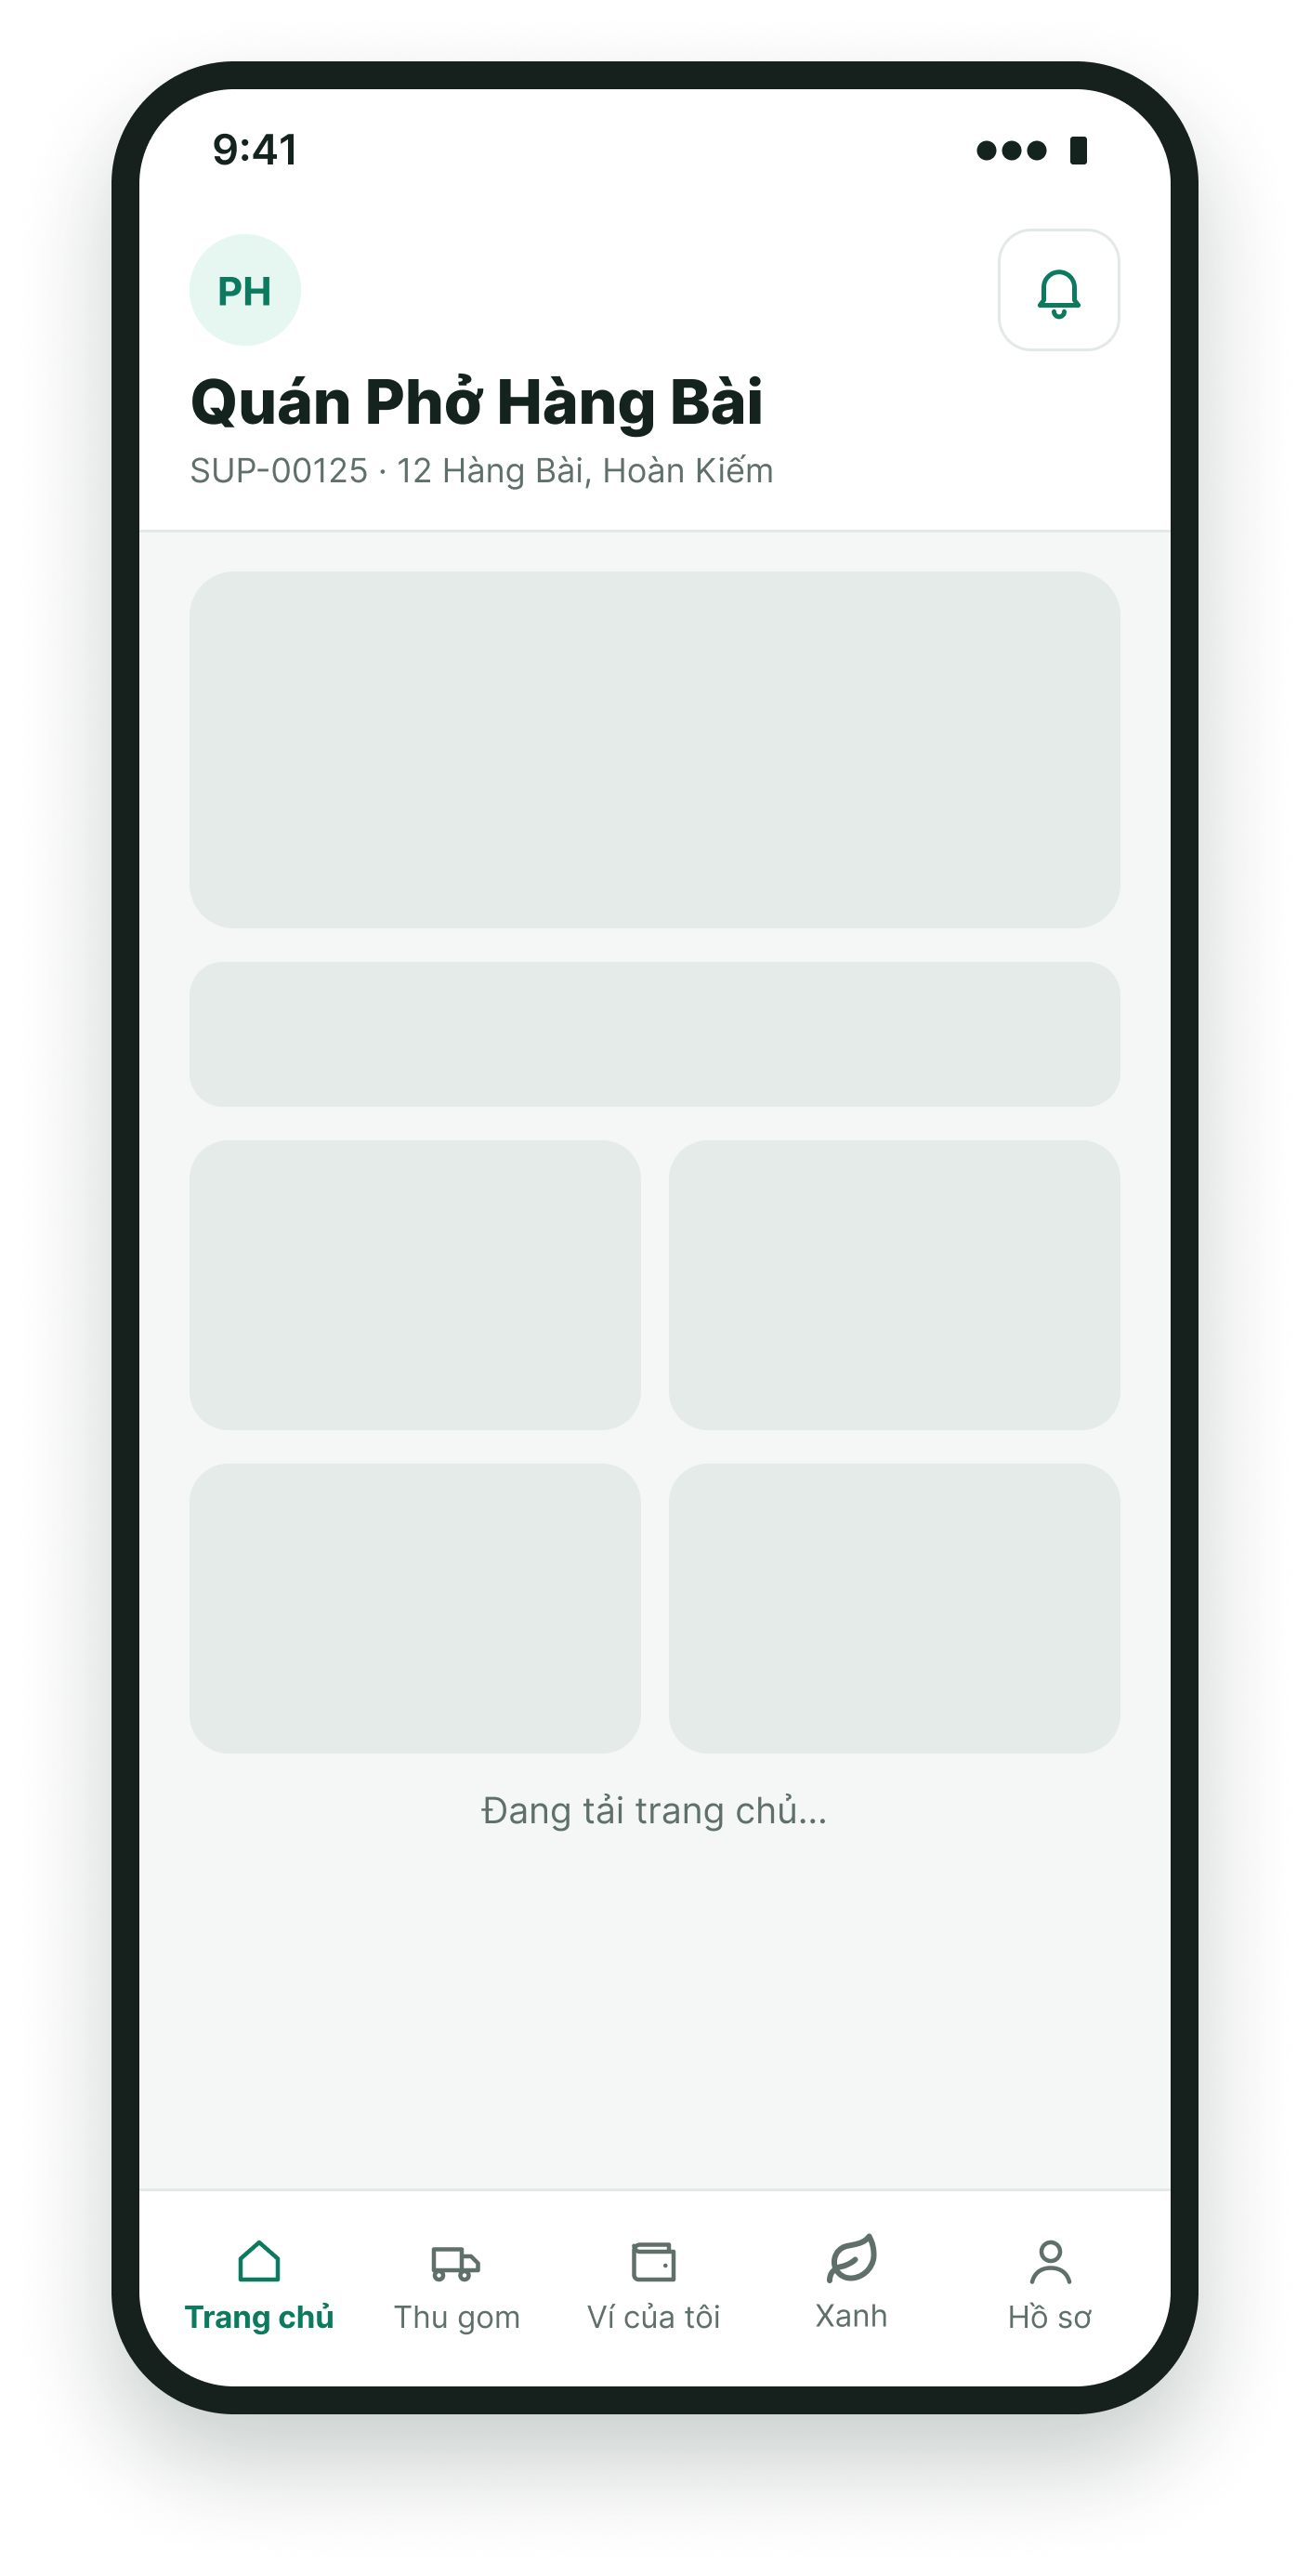 9:41
PH
Quán Phở Hàng Bài
SUP-00125 · 12 Hàng Bài, Hoàn Kiếm
Đang tải trang chủ...
Trang chủ
Thu gom
Ví của tôi
Xanh
Hồ sơ